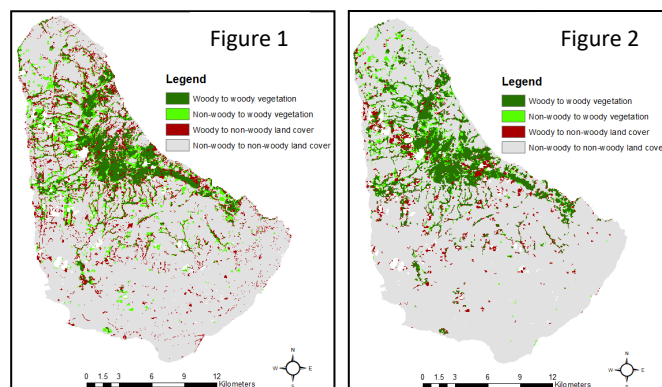 Figure 1
Legend
Woody to woody vegetation
Non-woody to woody vegetation
Woody to non-woody land cover
Non-woody to non-woody land cover
N
W E
S
0 1.5 3 6 9 12
Kilometers
Figure 2
Legend
Woody to woody vegetation
Non-woody to woody vegetation
Woody to non-woody land cover
Non-woody to non-woody land cover
N
W E
S
0 1.5 3 6 9 12
Kilometers